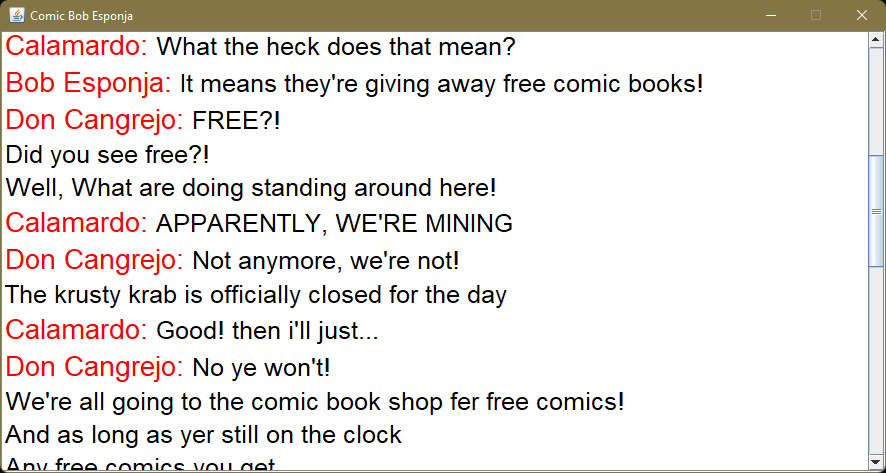 Comic Bob Esponja
Calamardo: What the heck does that mean?
Bob Esponja: It means they're giving away free comic books!
Don Cangrejo: FREE?!
Did you see free?!
Well, What are doing standing around here!
Calamardo: APPARENTLY, WE'RE MINING
Don Cangrejo: Not anymore, we're not!
The krusty krab is officially closed for the day
Calamardo: Good! then i'll just...
Don Cangrejo: No ye won't!
We're all going to the comic book shop fer free comics!
And as long as yer still on the clock
Any free comics you get